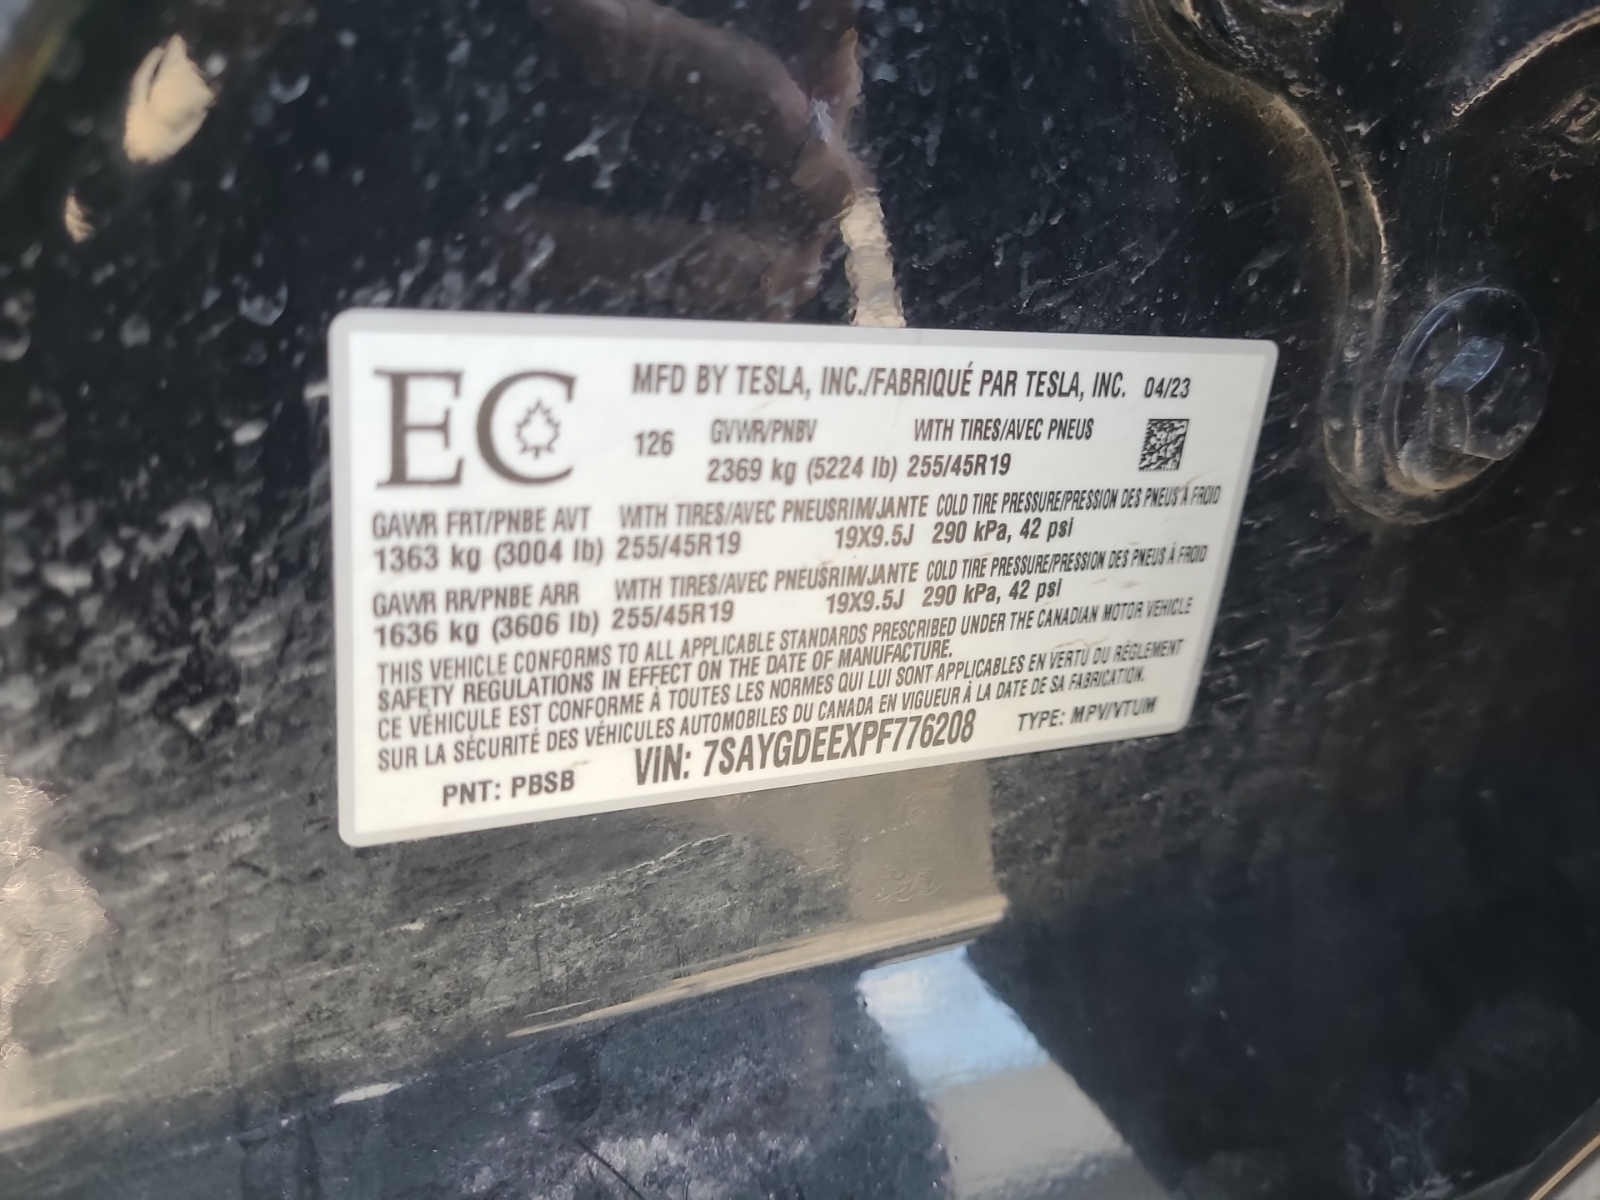 EC
MFD BY TESLA, INC./FABRIQUÉ PAR TESLA, INC. 04/23
126 GVWR/PNBV WITH TIRES/AVEC PNEUS
2369 kg (5224 lb) 255/45R19
GAWR FRT/PNBE AVT WITH TIRES/AVEC PNEUSRIM/JANTE COLD TIRE PRESSURE/PRESSION DES PNEUS À FROID
1363 kg (3004 lb) 255/45R19 19X9.5J 290 kPa, 42 psi
GAWR RR/PNBE ARR WITH TIRES/AVEC PNEUSRIM/JANTE COLD TIRE PRESSURE/PRESSION DES PNEUS À FROID
1636 kg (3606 lb) 255/45R19 19X9.5J 290 kPa, 42 psi
THIS VEHICLE CONFORMS TO ALL APPLICABLE STANDARDS PRESCRIBED UNDER THE CANADIAN MOTOR VEHICLE
SAFETY REGULATIONS IN EFFECT ON THE DATE OF MANUFACTURE.
CE VÉHICULE EST CONFORME À TOUTES LES NORMES QUI LUI SONT APPLICABLES EN VERTU DU RÈGLEMENT
SUR LA SÉCURITÉ DES VÉHICULES AUTOMOBILES DU CANADA EN VIGUEUR À LA DATE DE SA FABRICATION.
PNT: PBSB VIN: 7SAYGDEEXPF776208 TYPE: MPV/VTUM